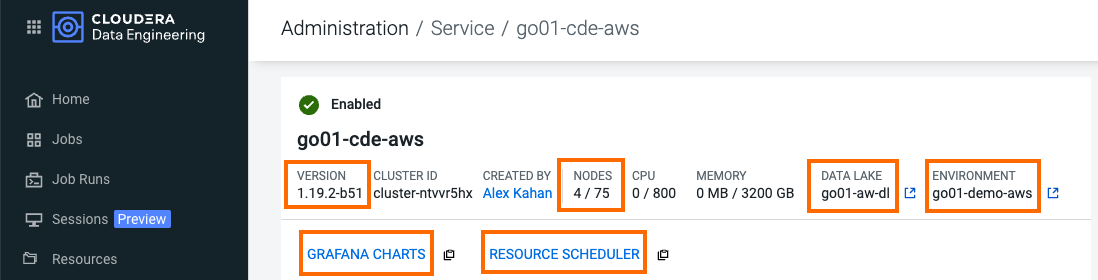 CLOUDERA
Data Engineering
Home
Jobs
Job Runs
Sessions Preview
Resources
Administration / Service / go01-cde-aws
Enabled
go01-cde-aws
VERSION CLUSTER ID CREATED BY NODES CPU MEMORY DATA LAKE ENVIRONMENT
1.19.2-b51 cluster-ntvvr5hx Alex Kahan 4 / 75 0 / 800 0 MB / 3200 GB go01-aw-dl go01-demo-aws
GRAFANA CHARTS RESOURCE SCHEDULER